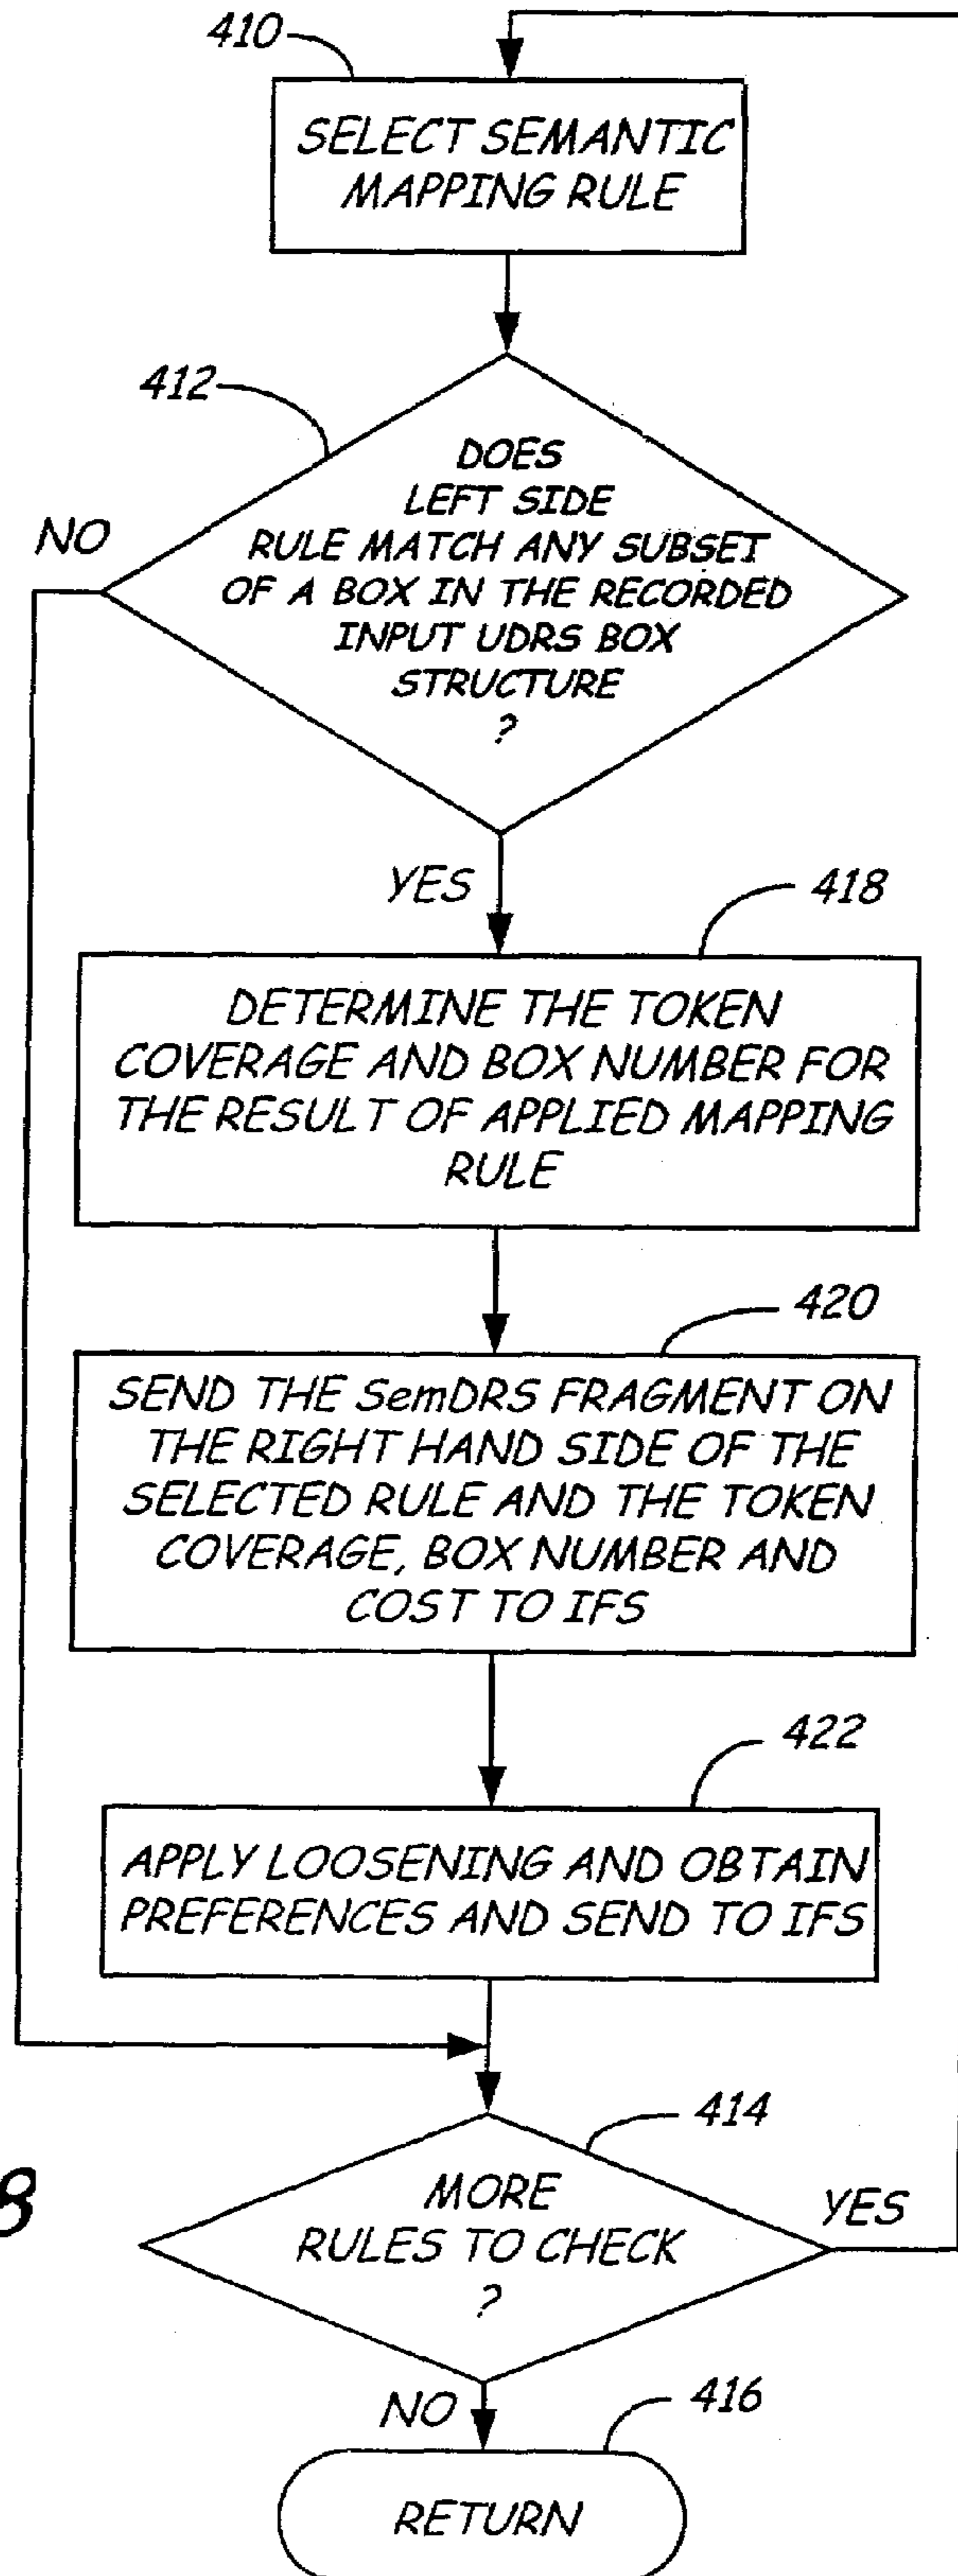 410
SELECT SEMANTIC
MAPPING RULE
412
DOES
LEFT SIDE
RULE MATCH ANY SUBSET
OF A BOX IN THE RECORDED
INPUT UDRS BOX
STRUCTURE
?
NO
YES
418
DETERMINE THE TOKEN
COVERAGE AND BOX NUMBER FOR
THE RESULT OF APPLIED MAPPING
RULE
420
SEND THE SemDRS FRAGMENT ON
THE RIGHT HAND SIDE OF THE
SELECTED RULE AND THE TOKEN
COVERAGE, BOX NUMBER AND
COST TO IFS
422
APPLY LOOSENING AND OBTAIN
PREFERENCES AND SEND TO IFS
414
MORE
RULES TO CHECK
?
YES
8
NO
416
RETURN